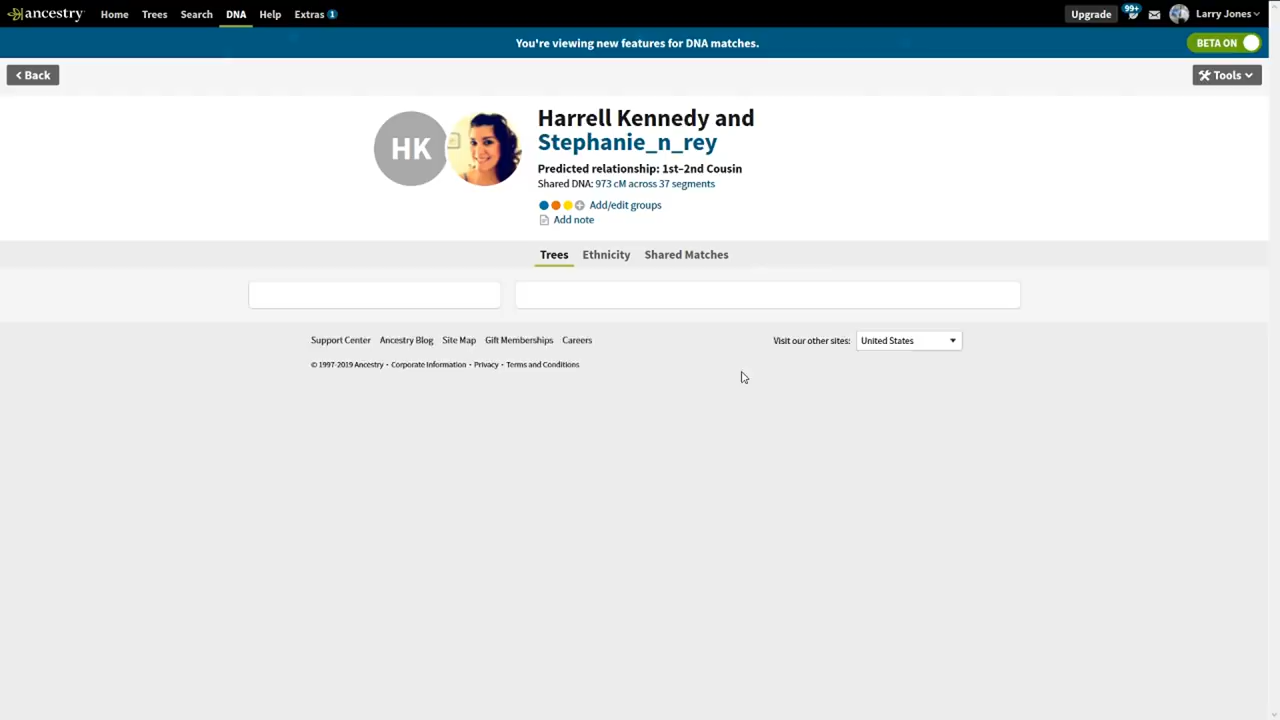 ancestry Home Trees Search DNA Help Extras 1 Upgrade 99+ Larry Jones
You're viewing new features for DNA matches. BETA ON
Back Tools
HK
Harrell Kennedy and
Stephanie_n_rey
Predicted relationship: 1st–2nd Cousin
Shared DNA: 973 cM across 37 segments
Add/edit groups
Add note
Trees Ethnicity Shared Matches
Support Center Ancestry Blog Site Map Gift Memberships Careers Visit our other sites: United States
© 1997-2019 Ancestry • Corporate Information • Privacy • Terms and Conditions